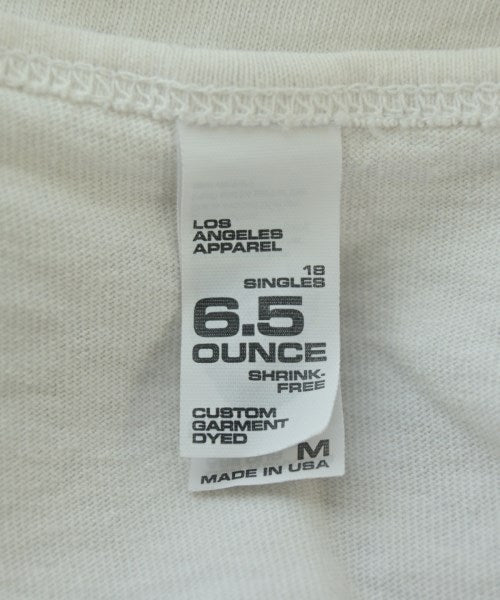 LOS
ANGELES
APPAREL
18
SINGLES
6.5
OUNCE
SHRINK-
FREE
CUSTOM
GARMENT
DYED
M
MADE IN USA